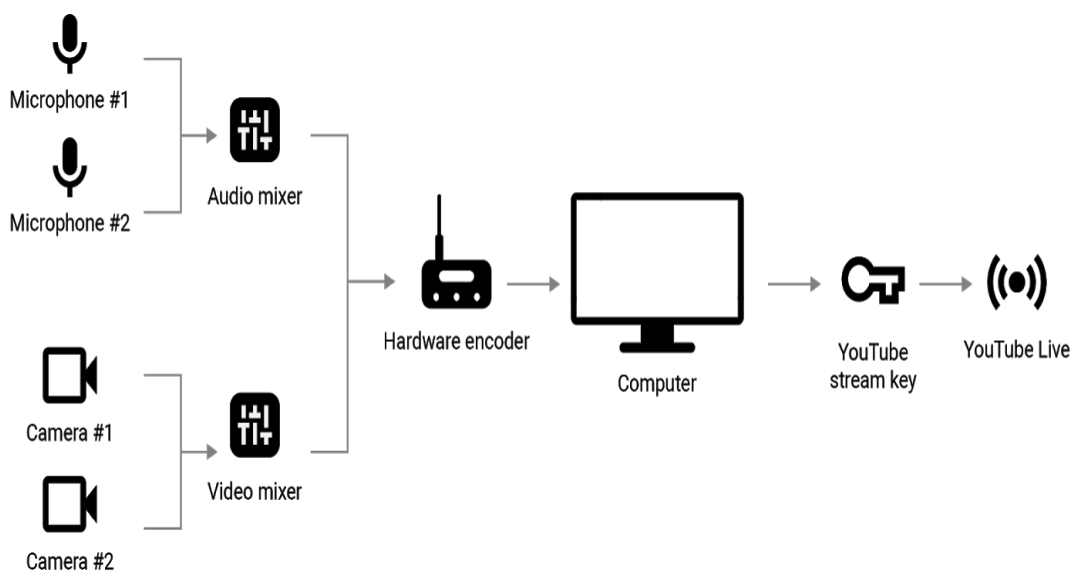 Microphone #1
Microphone #2
Audio mixer
Camera #1
Camera #2
Video mixer
Hardware encoder
Computer
YouTube
stream key
YouTube Live